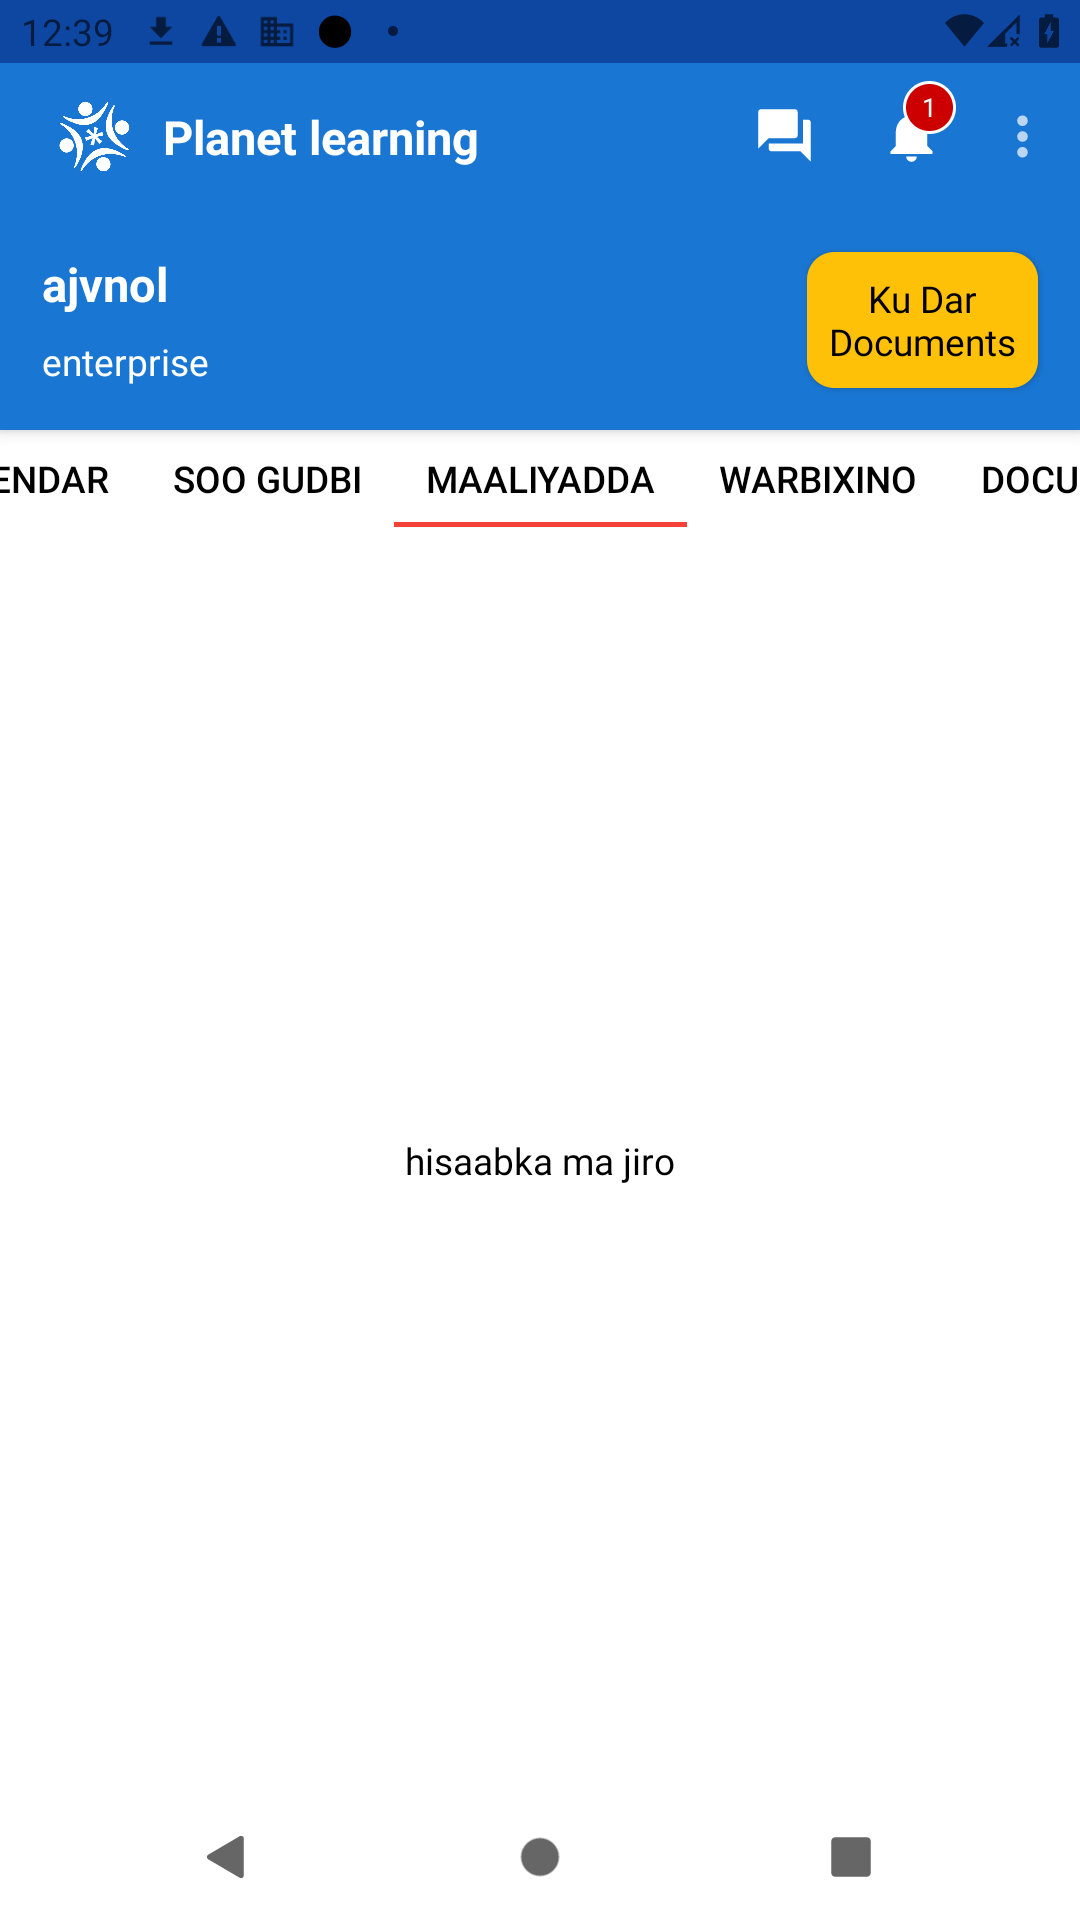 12:39
Planet learning
1
ajvnol
enterprise
Ku Dar
Documents
ENDAR SOO GUDBI MAALIYADDA WARBIXINO DOCU
hisaabka ma jiro